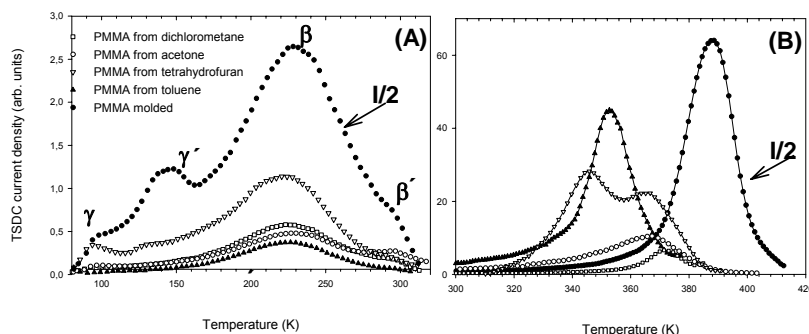 3,0
2,5
2,0
1,5
1,0
0,5
0,0
100 150 200 250 300
TSDC current density (arb. units)
Temperature (K)
PMMA from dichlorometane
PMMA from acetone
PMMA from tetrahydrofuran
PMMA from toluene
PMMA molded
(A)
γ
γ´
β
I/2
β´
60
40
20
0
300 340 360 380 400 420
Temperature (K)
(B)
I/2